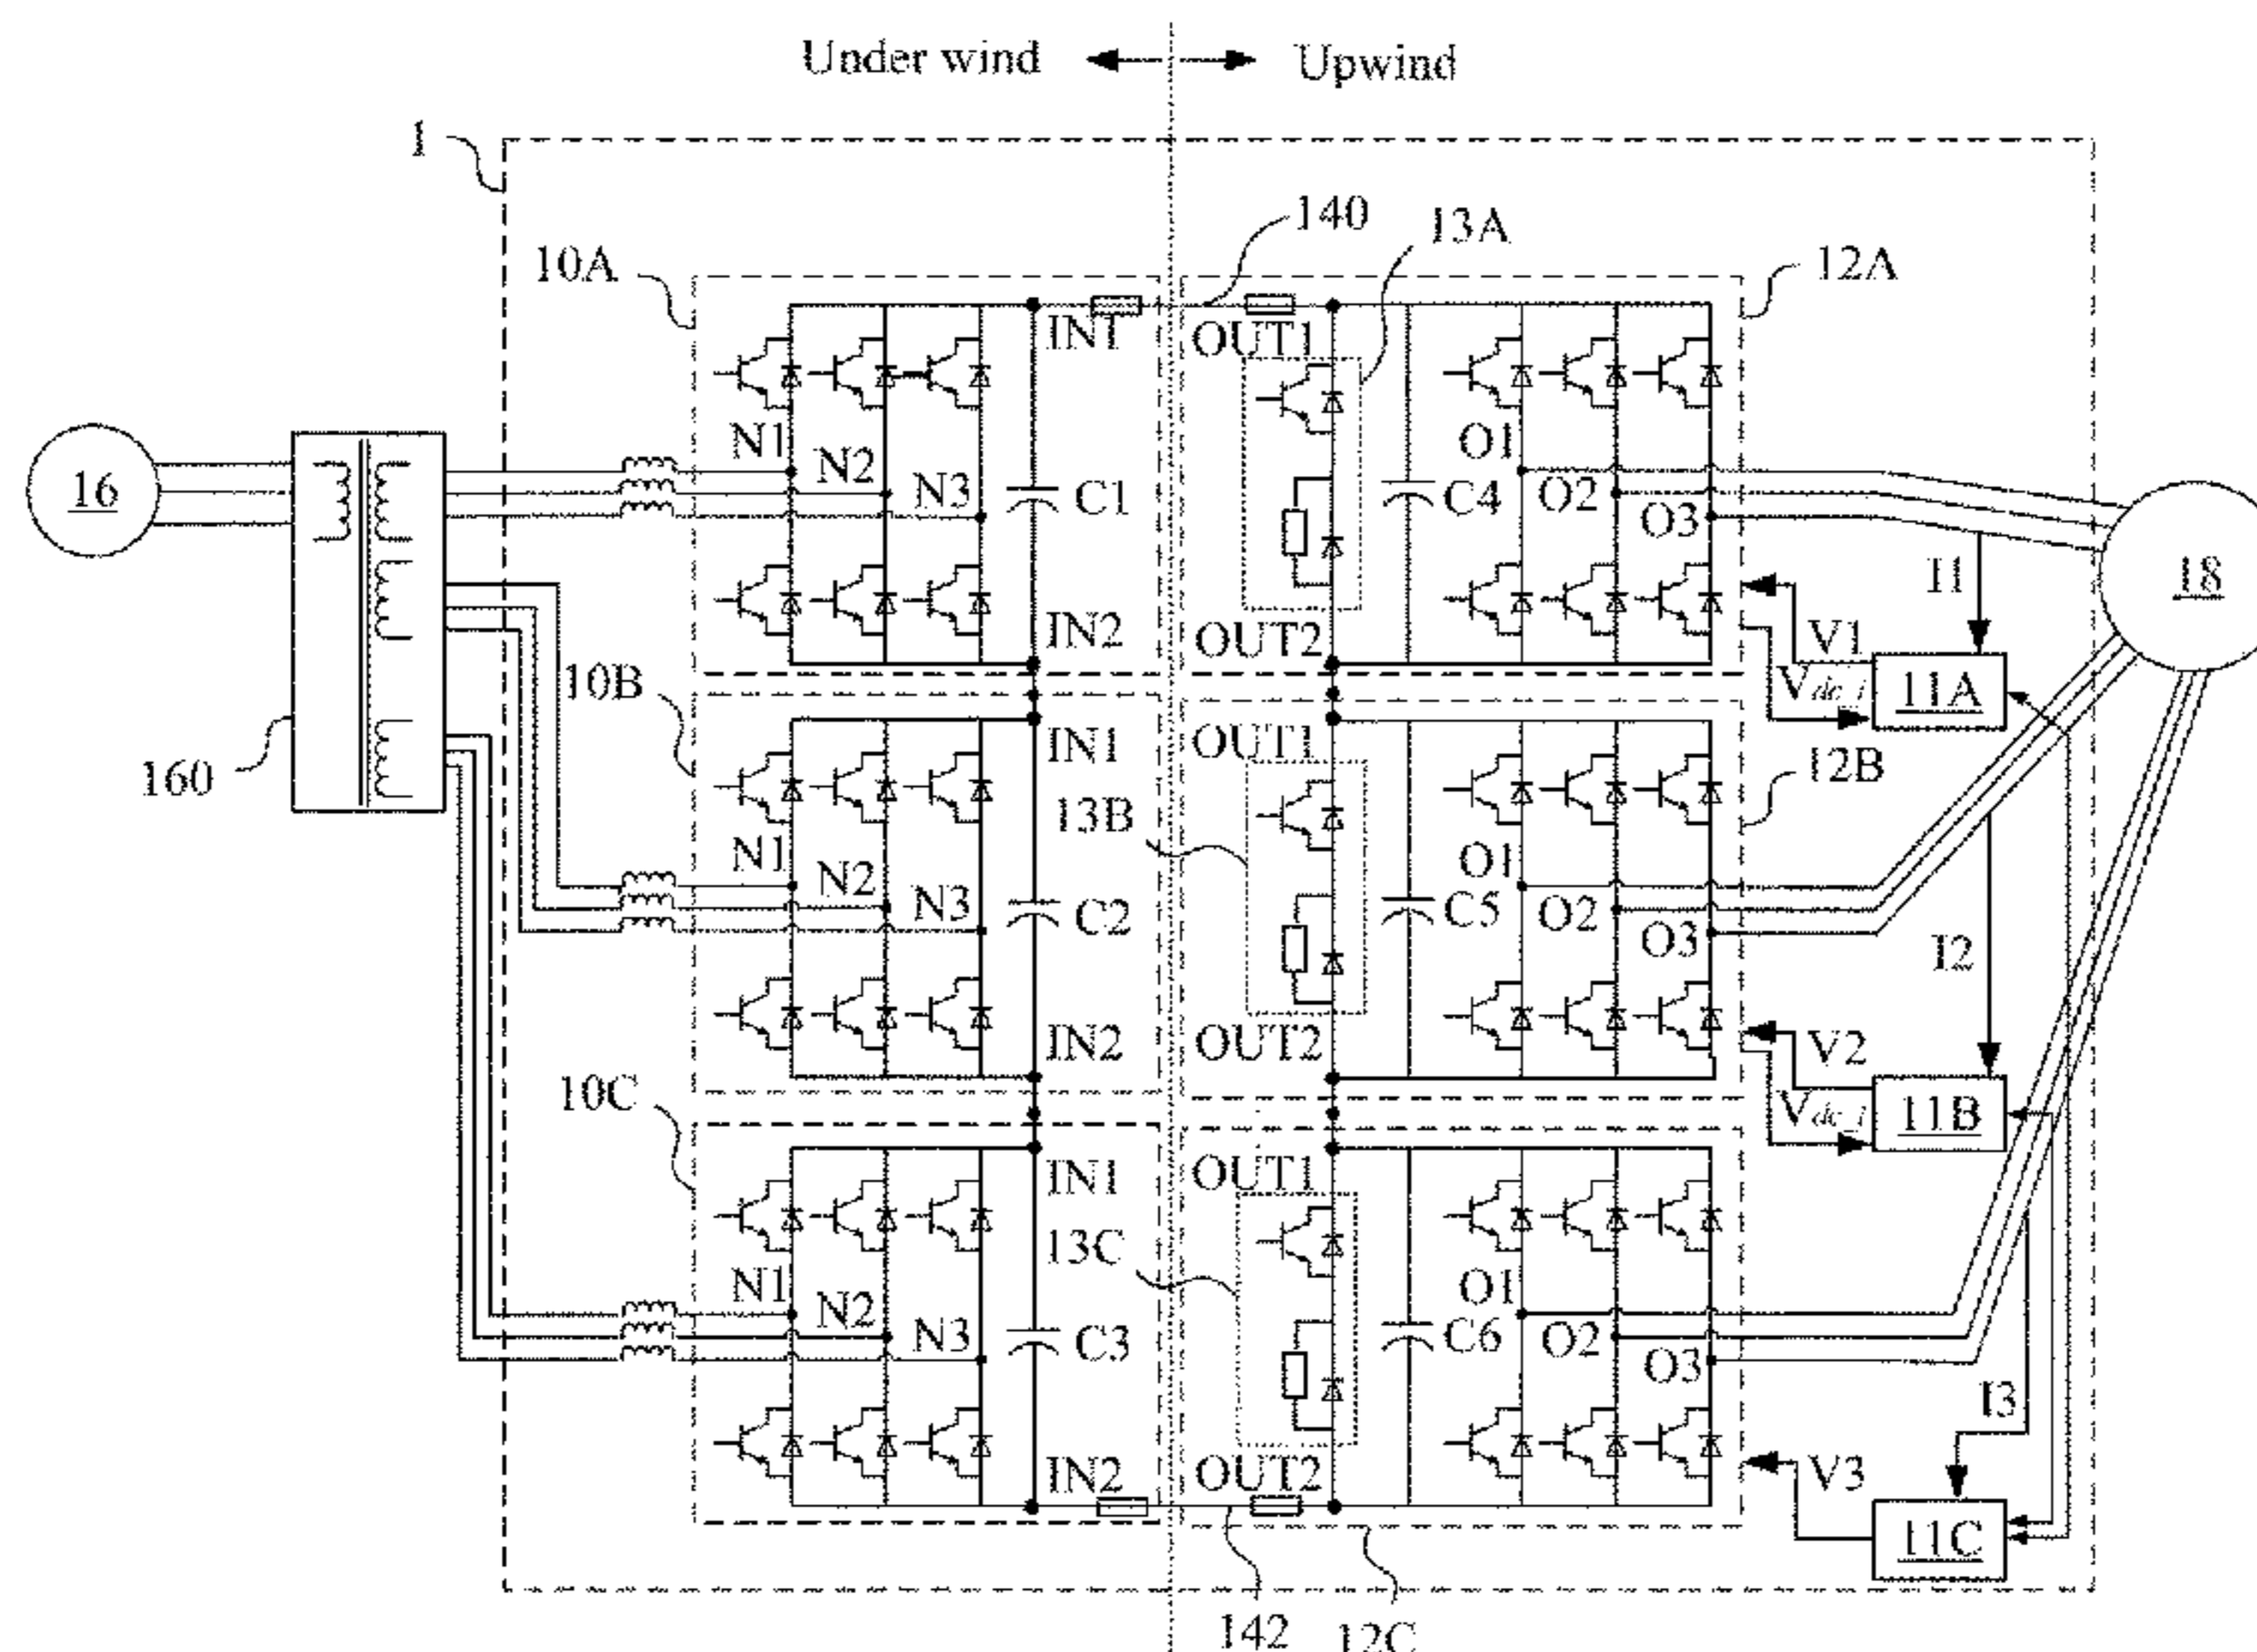 Under wind
Upwind
1
140
13A
10A
12A
IN1
OUT1
N1
N2
N3
C1
C4
O1
O2
O3
16
18
I1
IN2
OUT2
V1
Vdc_i
11A
10B
160
IN1
OUT1
12B
13B
N1
N2
N3
C2
C5
O1
O2
O3
I2
IN2
OUT2
V2
Vdc_i
11B
10C
IN1
OUT1
13C
N1
N2
N3
C3
C6
O1
O2
O3
I3
IN2
OUT2
V3
11C
142
12C